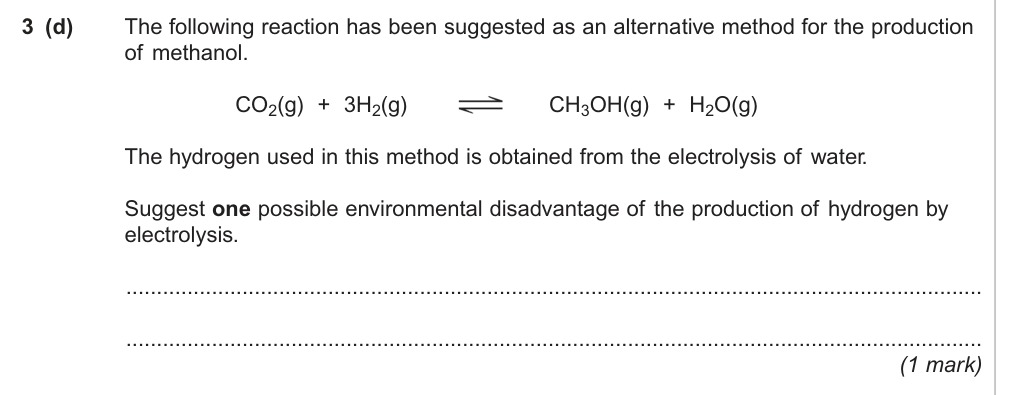 3 (d) The following reaction has been suggested as an alternative method for the production
of methanol.
CO₂(g) + 3H₂(g) ⇌ CH₃OH(g) + H₂O(g)
The hydrogen used in this method is obtained from the electrolysis of water.
Suggest one possible environmental disadvantage of the production of hydrogen by
electrolysis.
(1 mark)